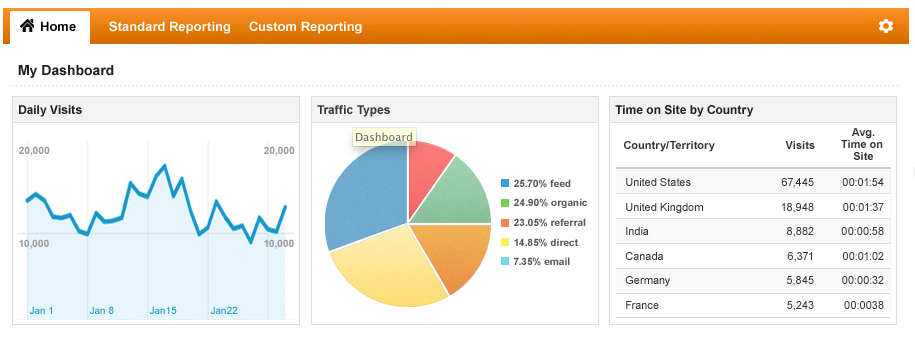 Home Standard Reporting Custom Reporting
My Dashboard
Daily Visits
20,000 20,000
10,000 10,000
Jan 1 Jan 8 Jan15 Jan22
Traffic Types
Dashboard
25.70% feed
24.90% organic
23.05% referral
14.85% direct
7.35% email
Time on Site by Country
Country/Territory Visits Avg. Time on Site
United States 67,445 00:01:54
United Kingdom 18,948 00:01:37
India 8,882 00:00:58
Canada 6,371 00:01:02
Germany 5,845 00:00:32
France 5,243 00:0038